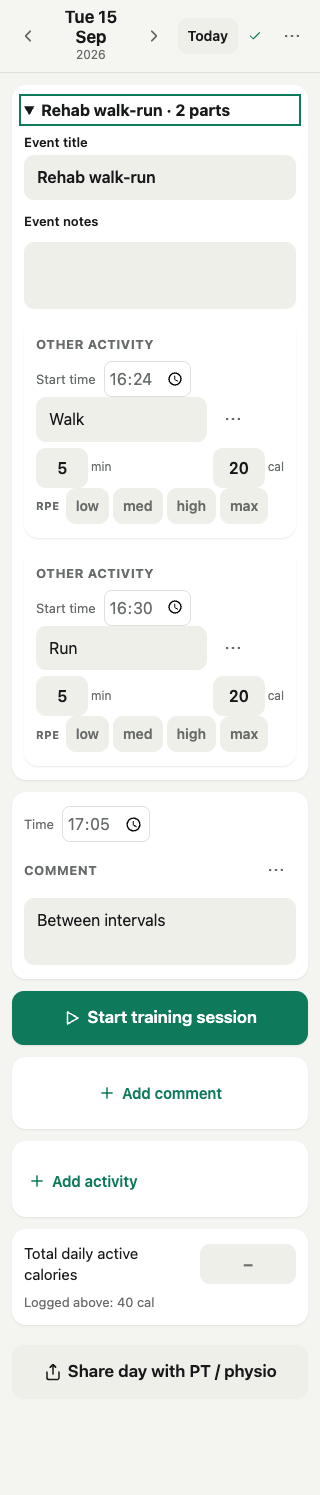 Tue 15
Sep
2026
Today
Rehab walk-run · 2 parts
Event title
Rehab walk-run
Event notes
OTHER ACTIVITY
Start time 16:24
Walk
5 min 20 cal
RPE low med high max
OTHER ACTIVITY
Start time 16:30
Run
5 min 20 cal
RPE low med high max
Time 17:05
COMMENT
Between intervals
Start training session
+ Add comment
+ Add activity
Total daily active
calories
–
Logged above: 40 cal
Share day with PT / physio